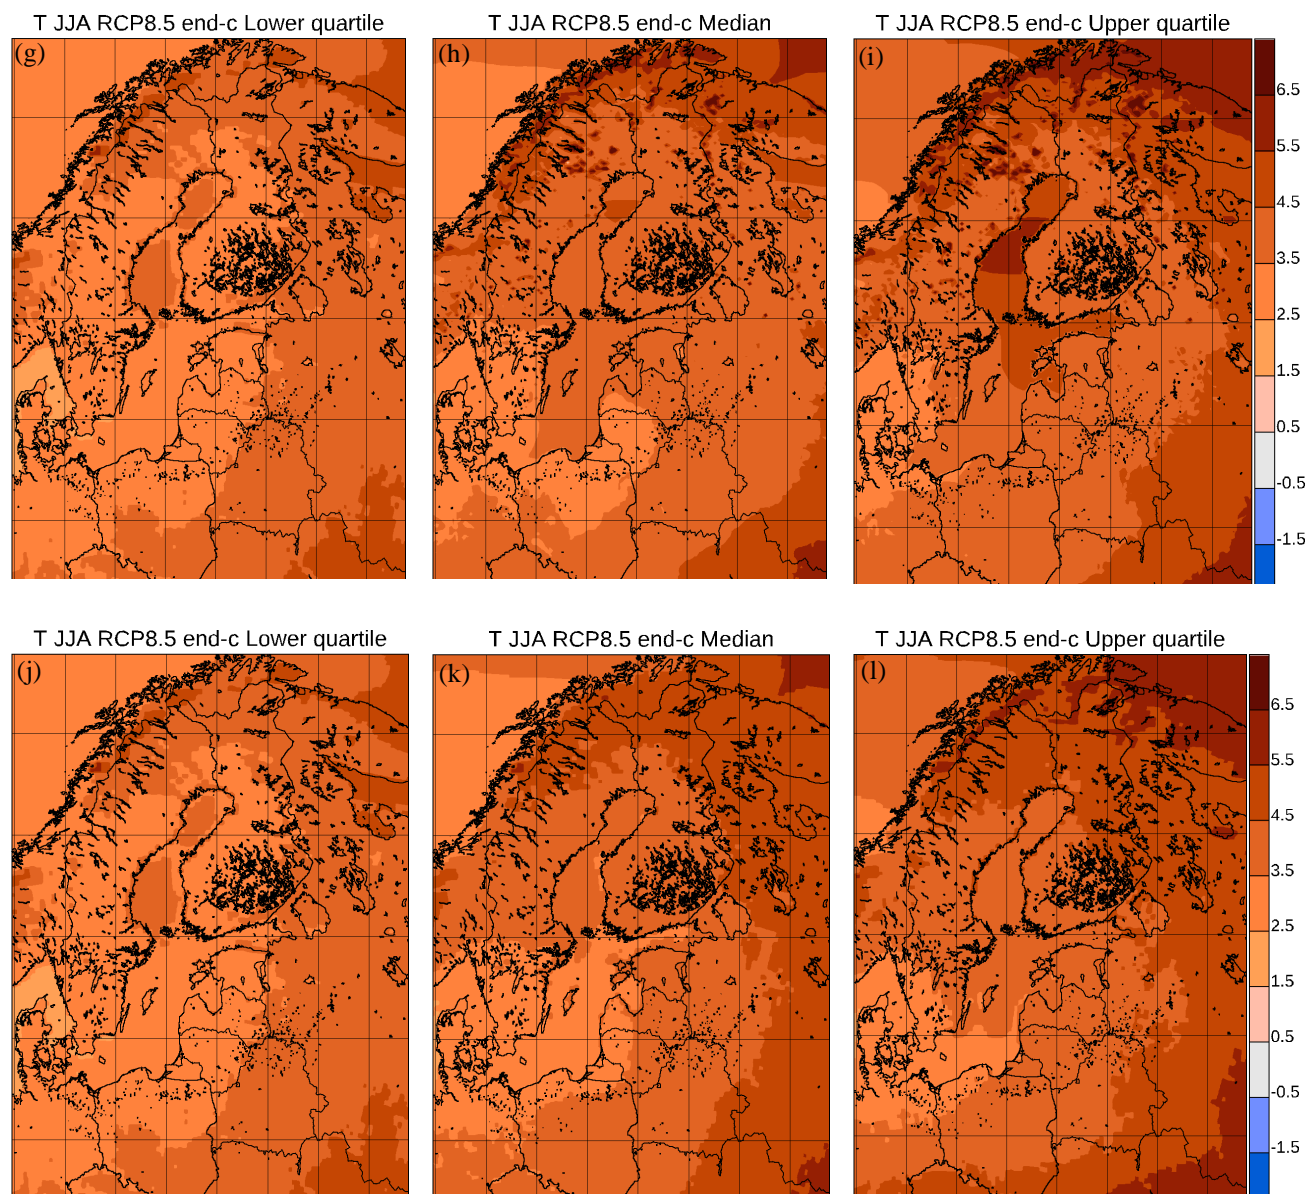 T JJA RCP8.5 end-c Lower quartile
T JJA RCP8.5 end-c Median
T JJA RCP8.5 end-c Upper quartile
(g)
(h)
(i)
6.5
5.5
4.5
3.5
2.5
1.5
0.5
-0.5
-1.5
T JJA RCP8.5 end-c Lower quartile
T JJA RCP8.5 end-c Median
T JJA RCP8.5 end-c Upper quartile
(j)
(k)
(l)
6.5
5.5
4.5
3.5
2.5
1.5
0.5
-0.5
-1.5